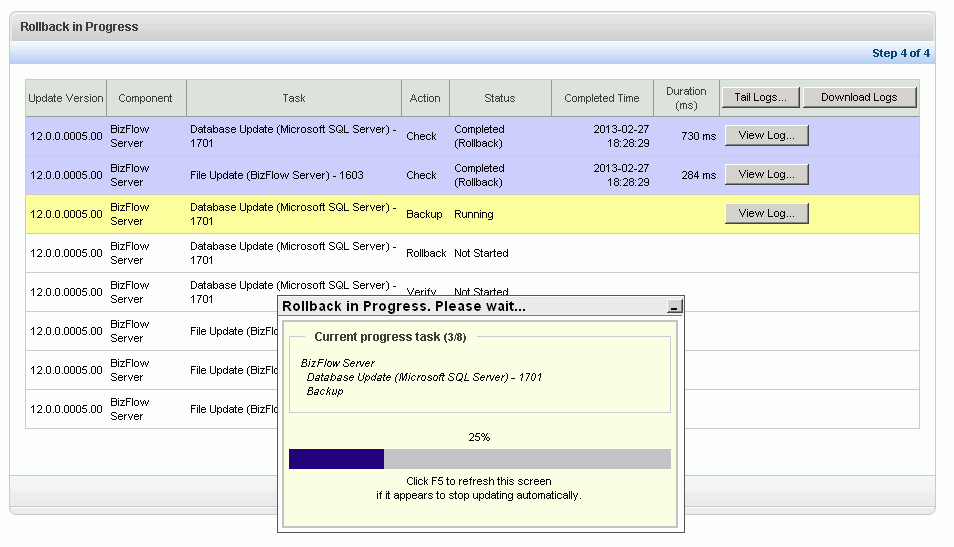 Rollback in Progress
Step 4 of 4
Update Version Component Task Action Status Completed Time Duration (ms) Tail Logs... Download Logs
12.0.0.0005.00 BizFlow Server Database Update (Microsoft SQL Server) - 1701 Check Completed (Rollback) 2013-02-27 18:28:29 730 ms View Log...
12.0.0.0005.00 BizFlow Server File Update (BizFlow Server) - 1603 Check Completed (Rollback) 2013-02-27 18:28:29 284 ms View Log...
12.0.0.0005.00 BizFlow Server Database Update (Microsoft SQL Server) - 1701 Backup Running View Log...
12.0.0.0005.00 BizFlow Server Database Update (Microsoft SQL Server) - 1701 Rollback Not Started
12.0.0.0005.00 BizFlow Server Database Update (Microsoft SQL Server) - 1701 Verify Not Started
12.0.0.0005.00 BizFlow Server File Update (BizFlo
12.0.0.0005.00 BizFlow Server File Update (BizFlo
12.0.0.0005.00 BizFlow Server File Update (BizFlo
Rollback in Progress. Please wait...
Current progress task (3/8)
BizFlow Server
Database Update (Microsoft SQL Server) - 1701
Backup
25%
Click F5 to refresh this screen
if it appears to stop updating automatically.